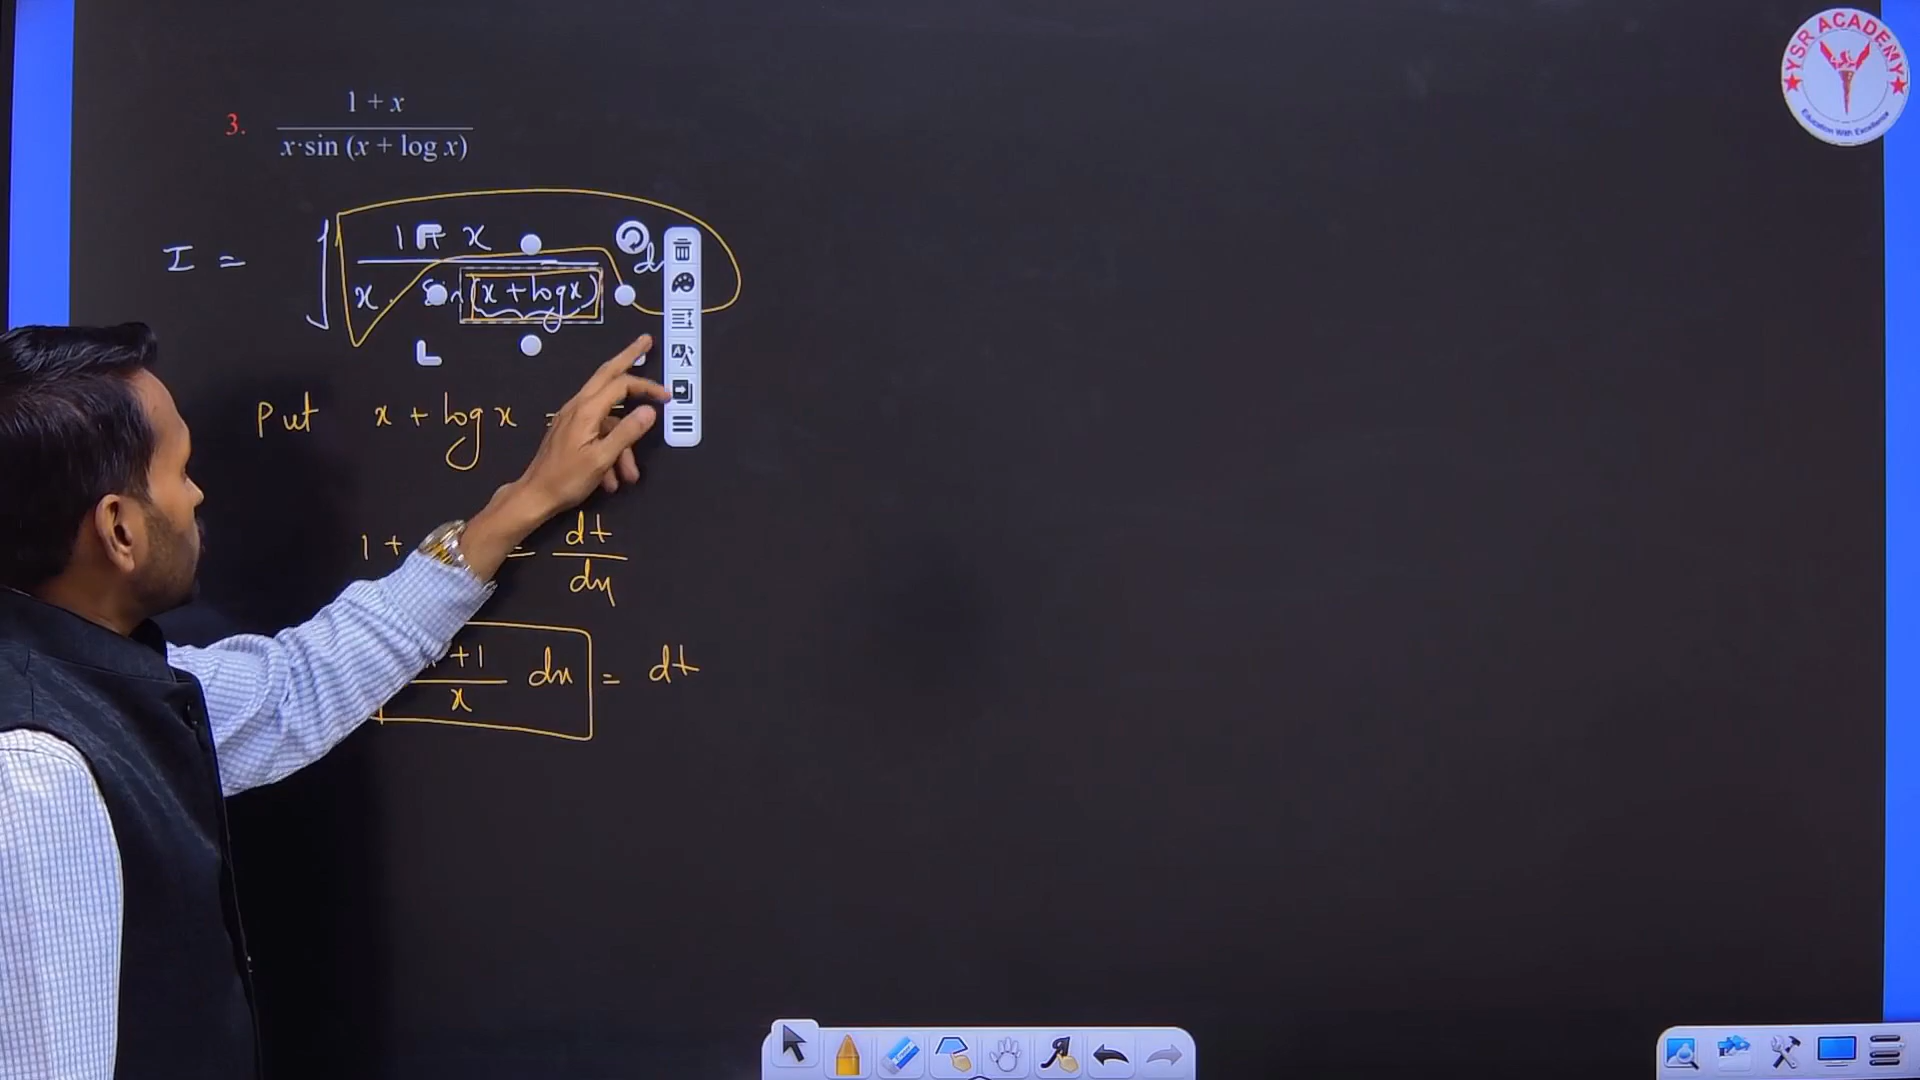 YSR ACADEMY
Education With Excellence
3. 1 + x
x·sin (x + log x)
I = ∫ 1 + x
x · sin (x + log x)
Put x + log x =
1 + = dt
dx
x + 1 dx = dt
x